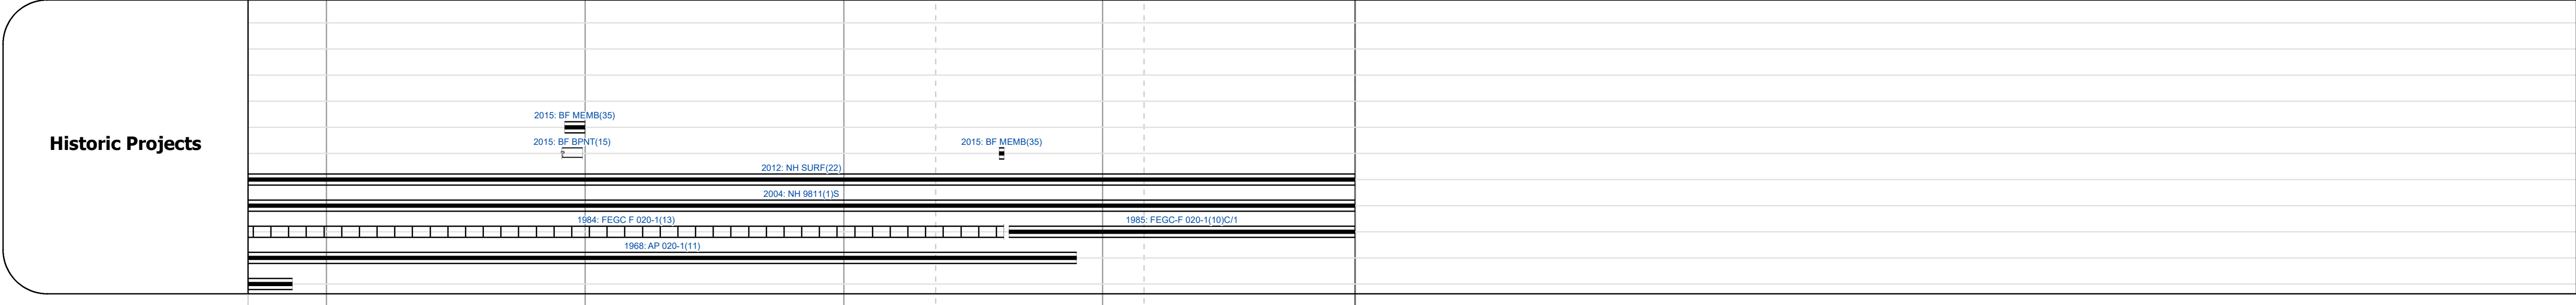 Historic Projects
2015: BF MEMB(35)
2015: BF BPNT(15)
2015: BF MEMB(35)
2012: NH SURF(22)
2004: NH 9811(1)S
1984: FEGC F 020-1(13)
1985: FEGC-F 020-1(10)C/1
1968: AP 020-1(11)